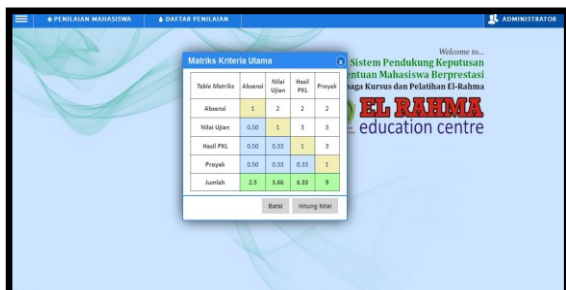 PENILAIAN MAHASISWA DAFTAR PENILAIAN ADMINISTRATOR
Welcome to...
Sistem Pendukung Keputusan
entuan Mahasiswa Berprestasi
aga Kursus dan Pelatihan El-Rahma
EL RAHMA
education centre
Matriks Kriteria Utama
Table Matriks Absensi Nilai Ujian Hasil PKL Proyek
Absensi 1 2 2 2
Nilai Ujian 0.50 1 3 3
Hasil PKL 0.50 0.33 1 3
Proyek 0.50 0.33 0.33 1
Jumlah 2.5 3.66 6.33 9
Batal Hitung Nilai